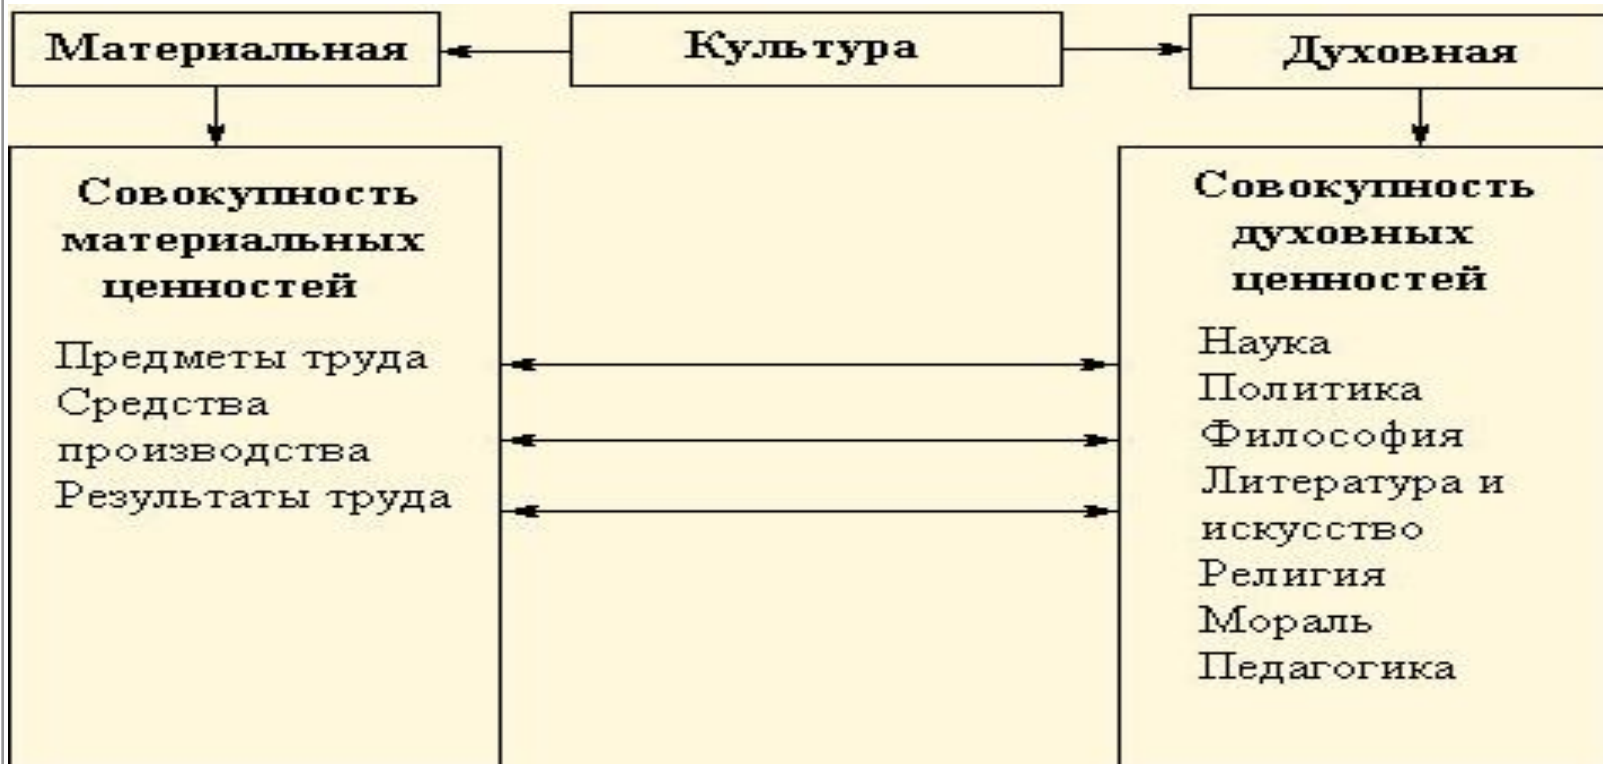 Материальная
Культура
Духовная
Совокупность
материальных
ценностей
Предметы труда
Средства
производства
Результаты труда
Совокупность
духовных
ценностей
Наука
Политика
Философия
Литература и
искусство
Религия
Мораль
Педагогика